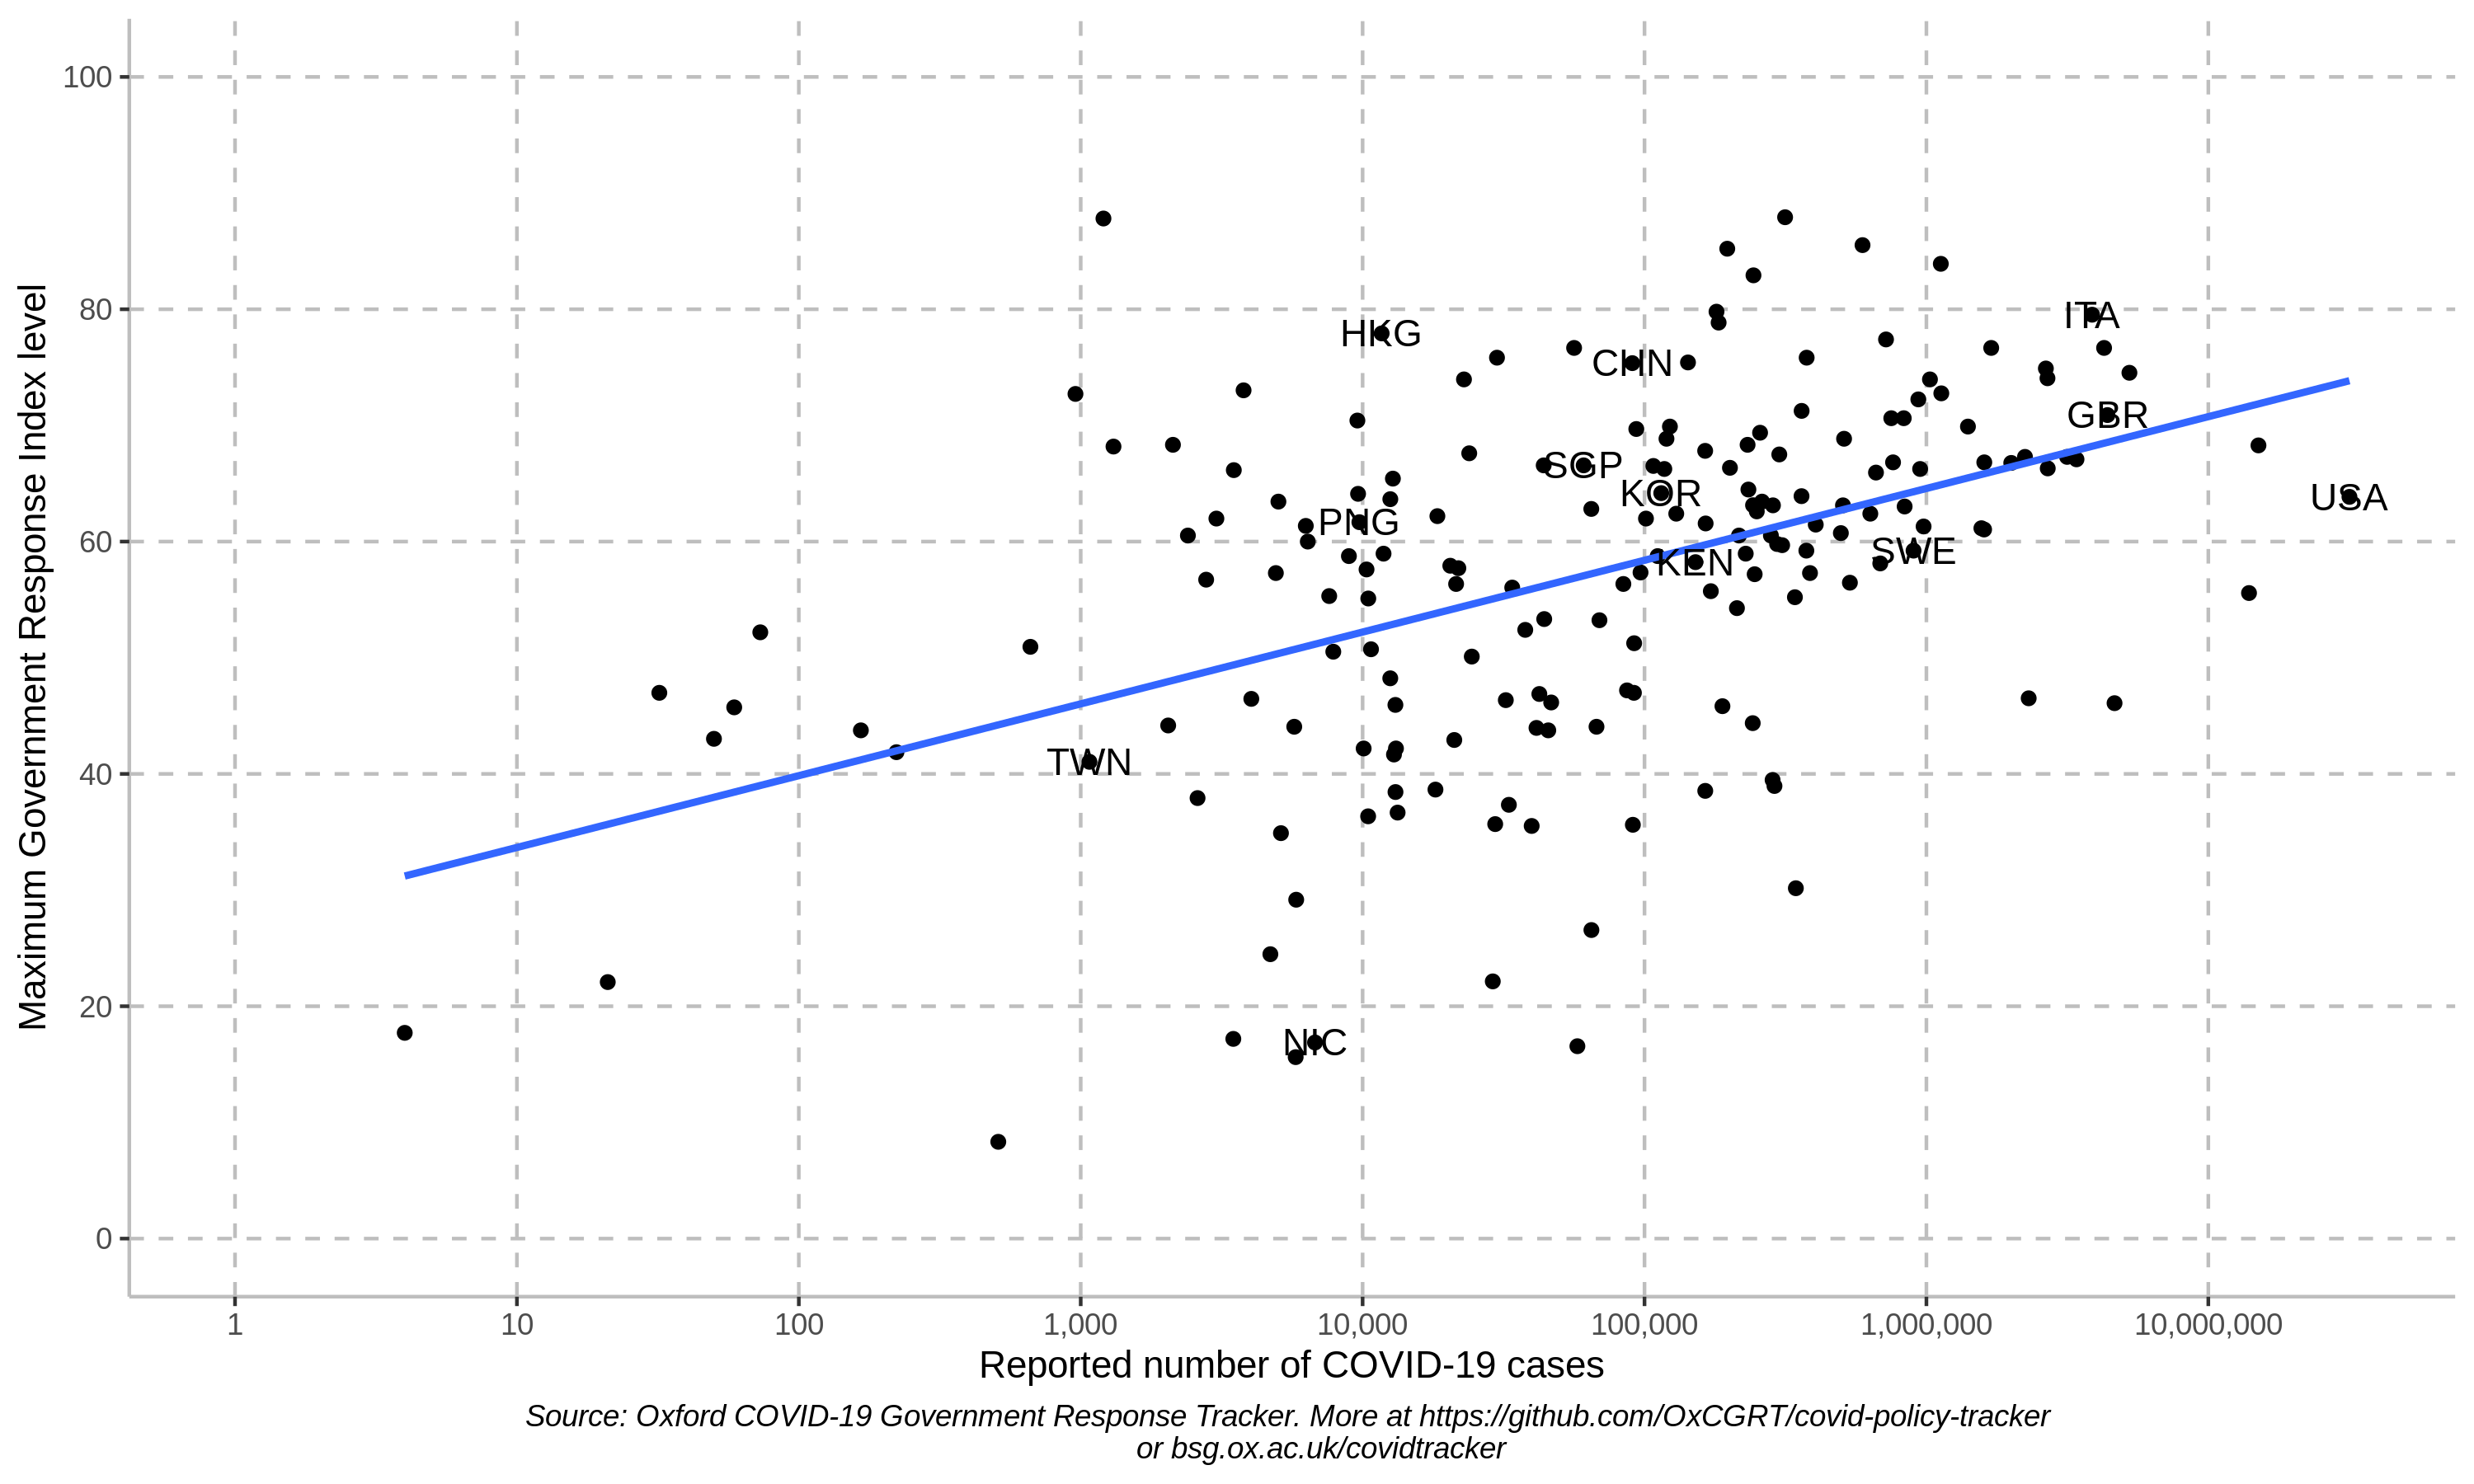 Maximum Government Response Index level
100
80
60
40
20
0
HKG
ITA
CHN
GBR
SGP
KOR
USA
PNG
SWE
KEN
TWN
NIC
1
10
100
1,000
10,000
100,000
1,000,000
10,000,000
Reported number of COVID-19 cases
Source: Oxford COVID-19 Government Response Tracker. More at https://github.com/OxCGRT/covid-policy-tracker
or bsg.ox.ac.uk/covidtracker